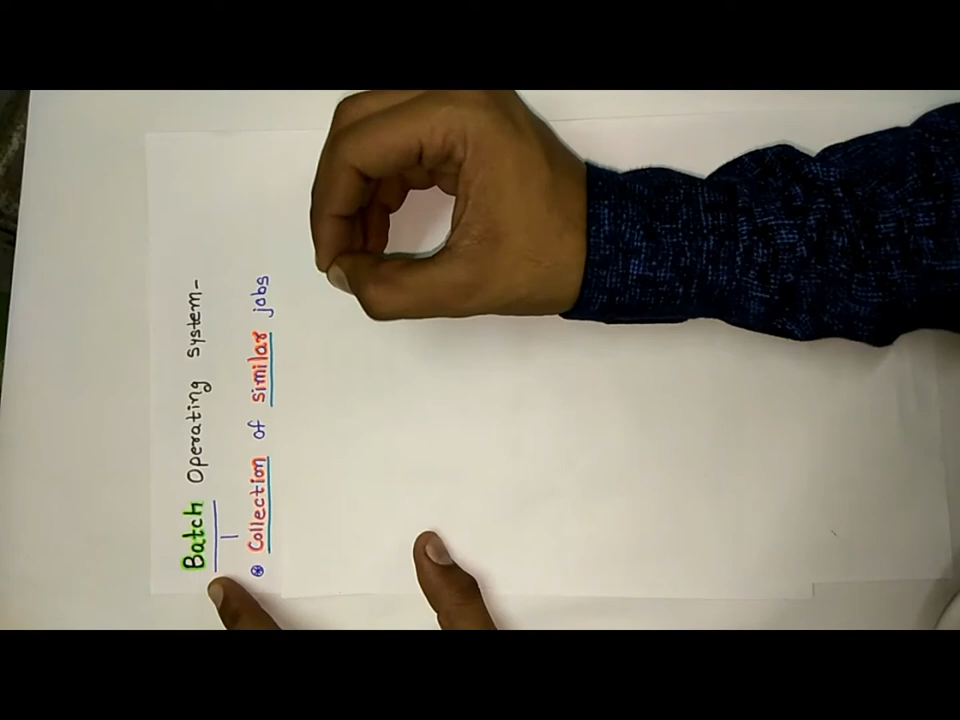 Batch Operating system-
⊛ Collection of similar jobs